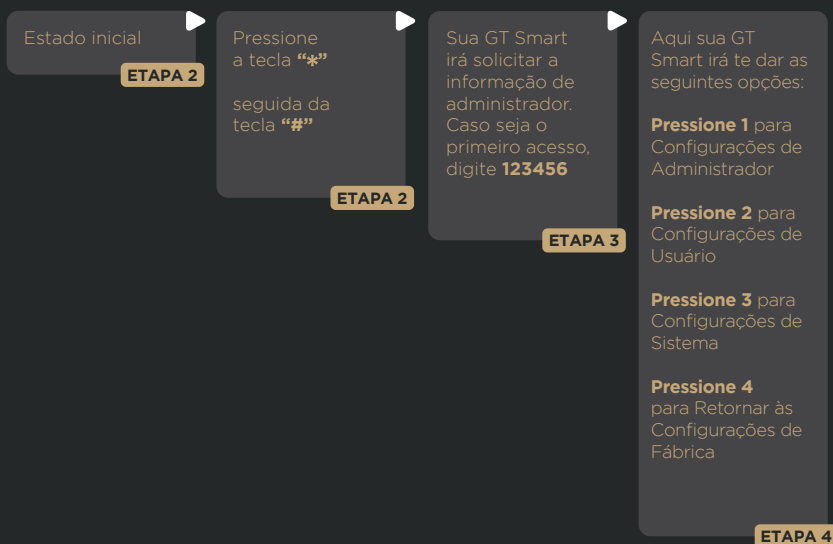 Estado inicial
ETAPA 2
Pressione
a tecla “*”
seguida da
tecla “#”
ETAPA 2
Sua GT Smart
irá solicitar a
informação de
administrador.
Caso seja o
primeiro acesso,
digite 123456
ETAPA 3
Aqui sua GT
Smart irá te dar as
seguintes opções:
Pressione 1 para
Configurações de
Administrador
Pressione 2 para
Configurações de
Usuário
Pressione 3 para
Configurações de
Sistema
Pressione 4
para Retornar às
Configurações de
Fábrica
ETAPA 4